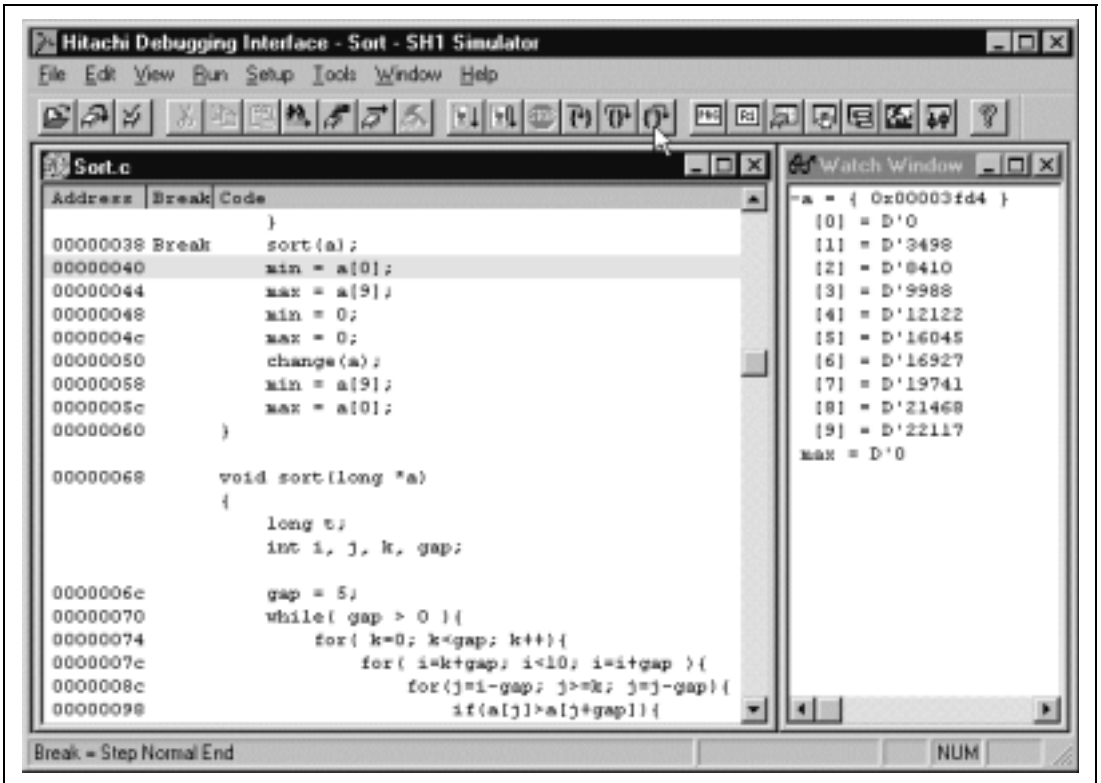 Hitachi Debugging Interface - Sort - SH1 Simulator
File Edit View Run Setup Tools Window Help
Sort.c
Address Break Code
}
00000038 Break sort(a);
00000040 min = a[0];
00000044 max = a[9];
00000048 min = 0;
0000004c max = 0;
00000050 change(a);
00000058 min = a[9];
0000005c max = a[0];
00000060 }
00000068 void sort(long *a)
{
long t;
int i, j, k, gap;
0000006c gap = 5;
00000070 while( gap > 0 ){
00000074 for( k=0; k<gap; k++){
0000007c for( i=k+gap; i<10; i=i+gap ){
0000008c for(j=i-gap; j>=k; j=j-gap){
00000098 if(a[j]>a[j+gap]){
Watch Window
-a = { 0x00003fd4 }
[0] = D'0
[1] = D'3498
[2] = D'8410
[3] = D'9988
[4] = D'12122
[5] = D'16045
[6] = D'16927
[7] = D'19741
[8] = D'21468
[9] = D'22117
max = D'0
Break = Step Normal End
NUM